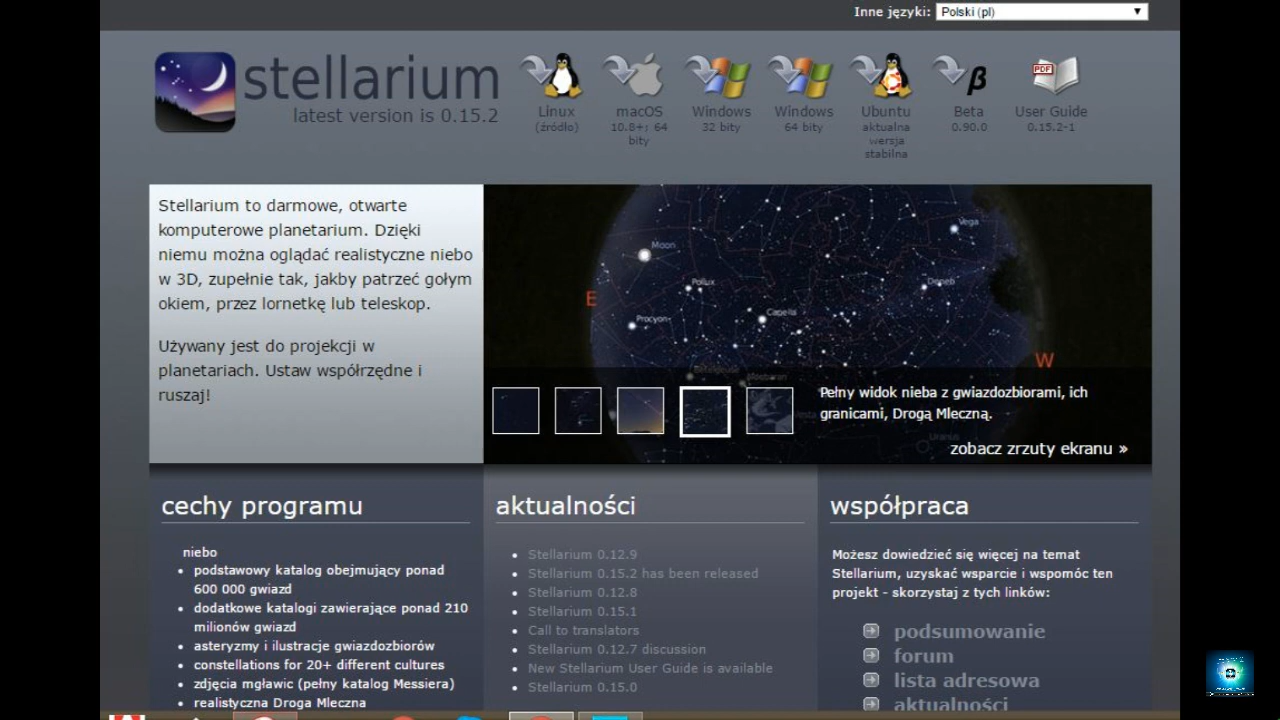 Inne języki: Polski (pl)
stellarium
latest version is 0.15.2
Linux
(źródło)
macOS
10.8+; 64
bity
Windows
32 bity
Windows
64 bity
Ubuntu
aktualna
wersja
stabilna
β
Beta
0.90.0
PDF
User Guide
0.15.2-1
Stellarium to darmowe, otwarte
komputerowe planetarium. Dzięki
niemu można oglądać realistyczne niebo
w 3D, zupełnie tak, jakby patrzeć gołym
okiem, przez lornetkę lub teleskop.
Używany jest do projekcji w
planetariach. Ustaw współrzędne i
ruszaj!
Vega
Moon
Pollux
Deneb
E
Procyon
Capella
W
Pełny widok nieba z gwiazdozbiorami, ich
granicami, Drogą Mleczną.
Uranus
zobacz zrzuty ekranu »
cechy programu
niebo
podstawowy katalog obejmujący ponad
600 000 gwiazd
dodatkowe katalogi zawierające ponad 210
milionów gwiazd
asteryzmy i ilustracje gwiazdozbiorów
constellations for 20+ different cultures
zdjęcia mgławic (pełny katalog Messiera)
realistyczna Droga Mleczna
aktualności
Stellarium 0.12.9
Stellarium 0.15.2 has been released
Stellarium 0.12.8
Stellarium 0.15.1
Call to translators
Stellarium 0.12.7 discussion
New Stellarium User Guide is available
Stellarium 0.15.0
współpraca
Możesz dowiedzieć się więcej na temat
Stellarium, uzyskać wsparcie i wspomóc ten
projekt - skorzystaj z tych linków:
podsumowanie
forum
lista adresowa
aktualności